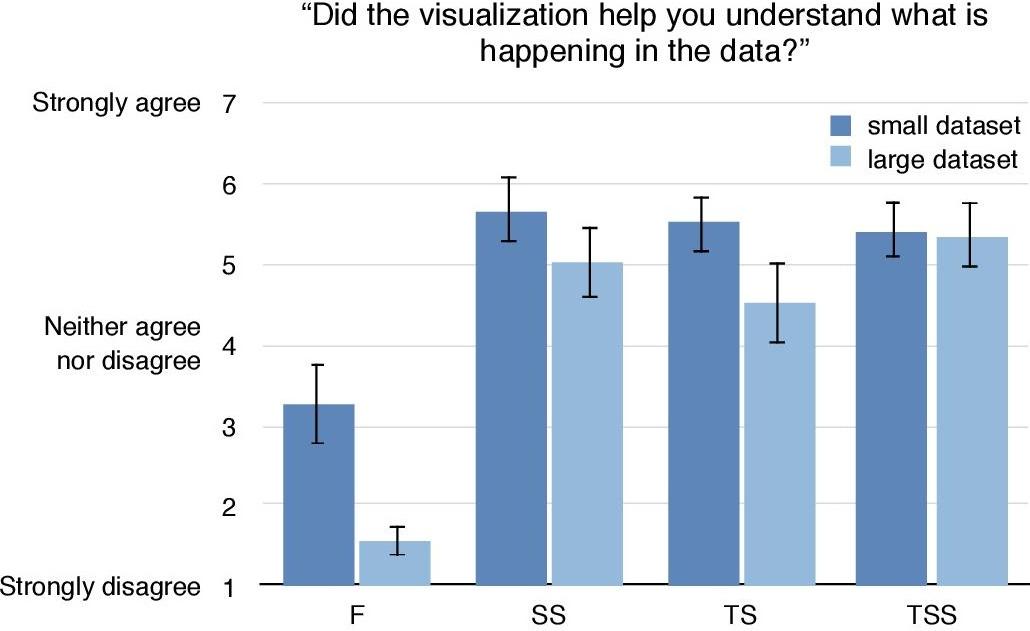 “Did the visualization help you understand what is
happening in the data?”
Strongly agree 7
small dataset
large dataset
6
5
Neither agree
nor disagree
4
3
2
Strongly disagree 1
F SS TS TSS